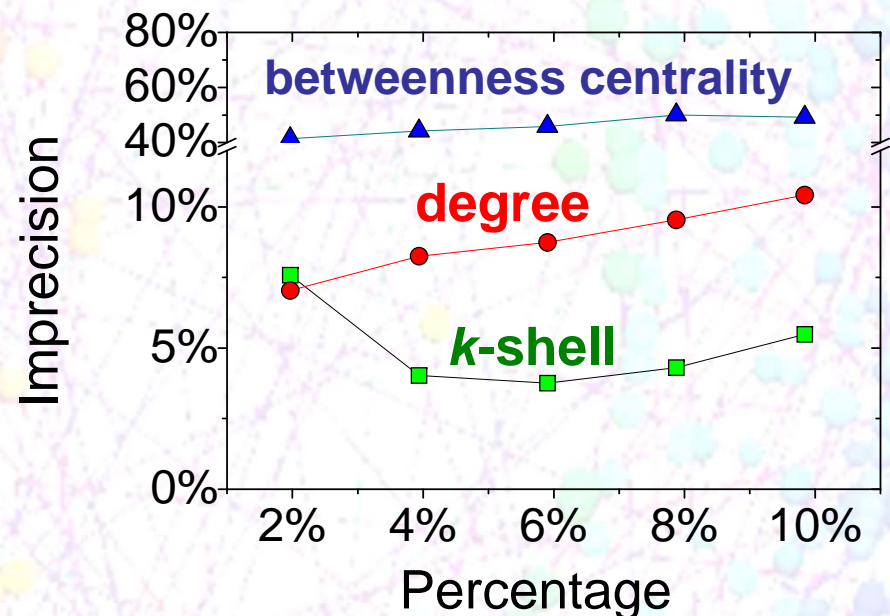 80%
60%
40%
10%
5%
0%
Imprecision
betweenness centrality
degree
k-shell
2% 4% 6% 8% 10%
Percentage